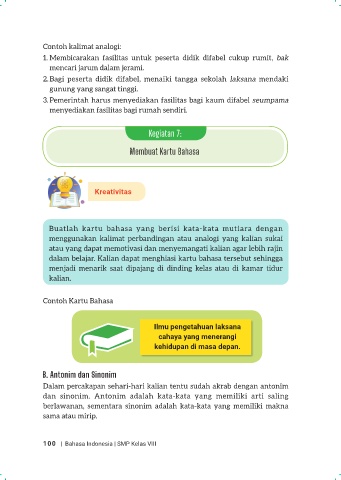 Contoh kalimat analogi:
1. Membicarakan fasilitas untuk peserta didik difabel cukup rumit, bak
mencari jarum dalam jerami.
2. Bagi peserta didik difabel, menaiki tangga sekolah laksana mendaki
gunung yang sangat tinggi.
3. Pemerintah harus menyediakan fasilitas bagi kaum difabel seumpama
menyediakan fasilitas bagi rumah sendiri.
Kegiatan 7:
Membuat Kartu Bahasa
Kreativitas
Buatlah kartu bahasa yang berisi kata-kata mutiara dengan
menggunakan kalimat perbandingan atau analogi yang kalian sukai
atau yang dapat memotivasi dan menyemangati kalian agar lebih rajin
dalam belajar. Kalian dapat menghiasi kartu bahasa tersebut sehingga
menjadi menarik saat dipajang di dinding kelas atau di kamar tidur
kalian.
Contoh Kartu Bahasa
Ilmu pengetahuan laksana
cahaya yang menerangi
kehidupan di masa depan.
B. Antonim dan Sinonim
Dalam percakapan sehari-hari kalian tentu sudah akrab dengan antonim
dan sinonim. Antonim adalah kata-kata yang memiliki arti saling
berlawanan, sementara sinonim adalah kata-kata yang memiliki makna
sama atau mirip.
100 | Bahasa Indonesia | SMP Kelas VIII